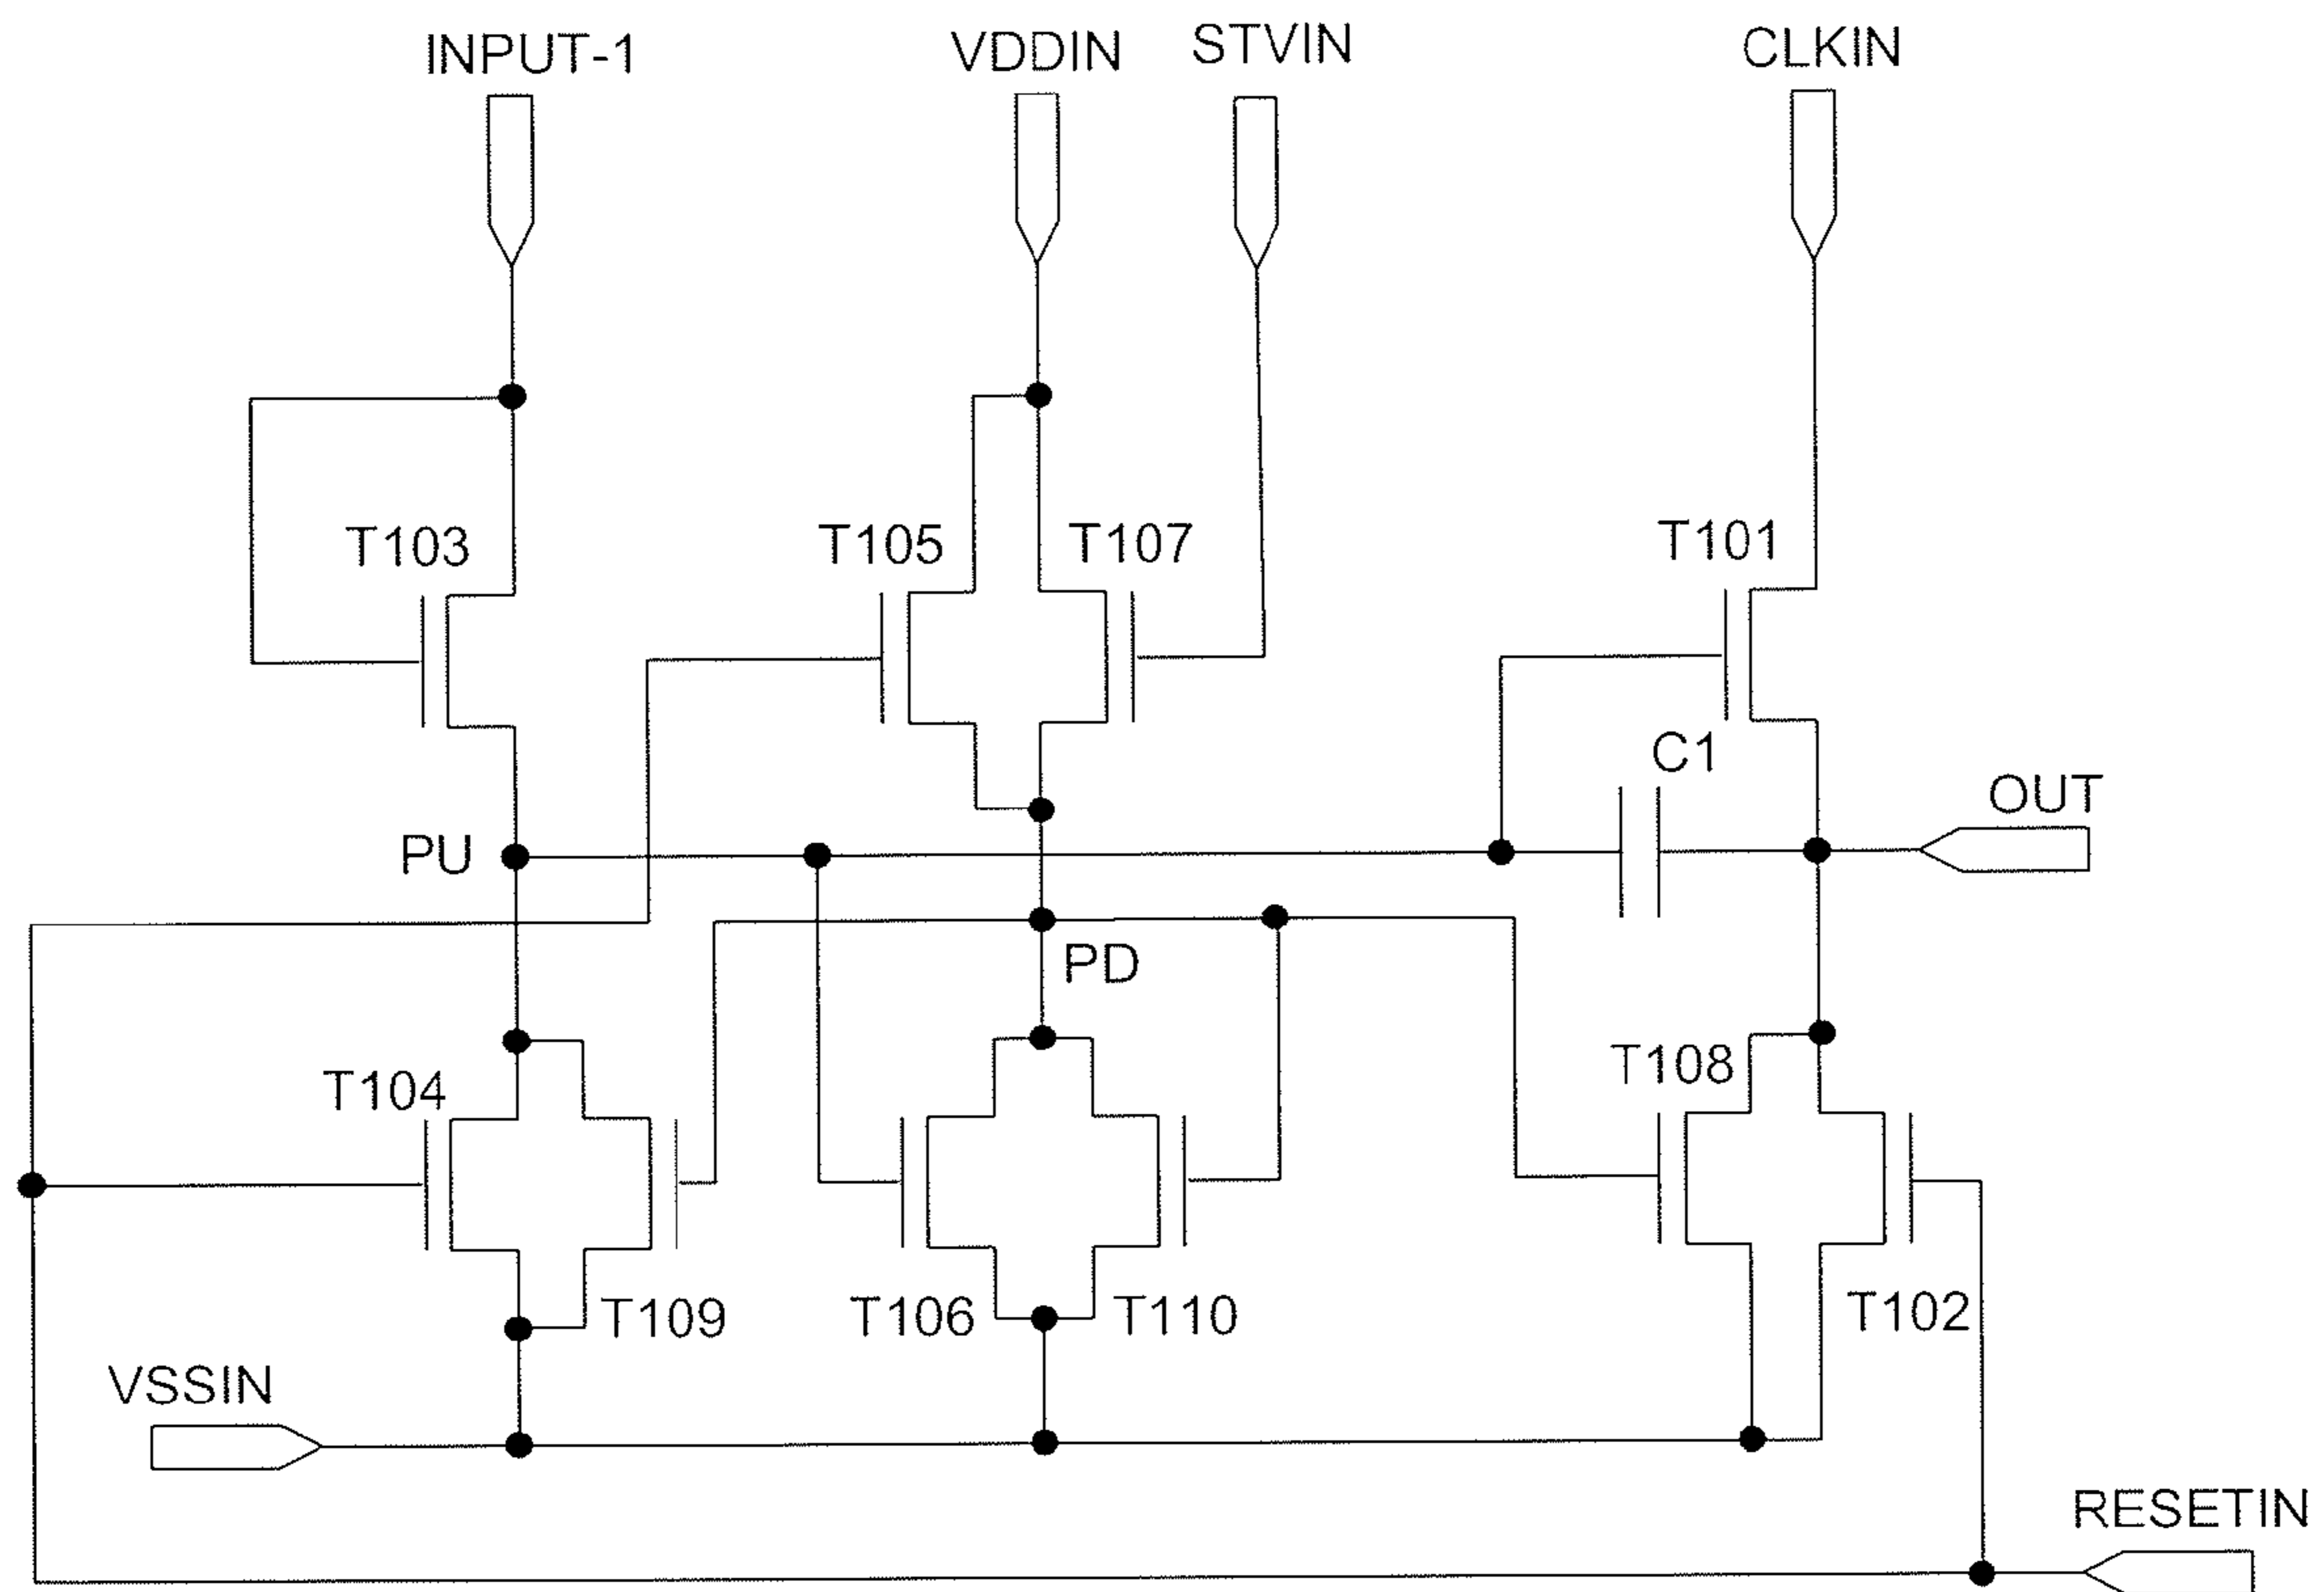 INPUT-1
VDDIN
STVIN
CLKIN
T103
T105
T107
T101
C1
OUT
PU
PD
T104
T108
T109
T106
T110
T102
VSSIN
RESETIN